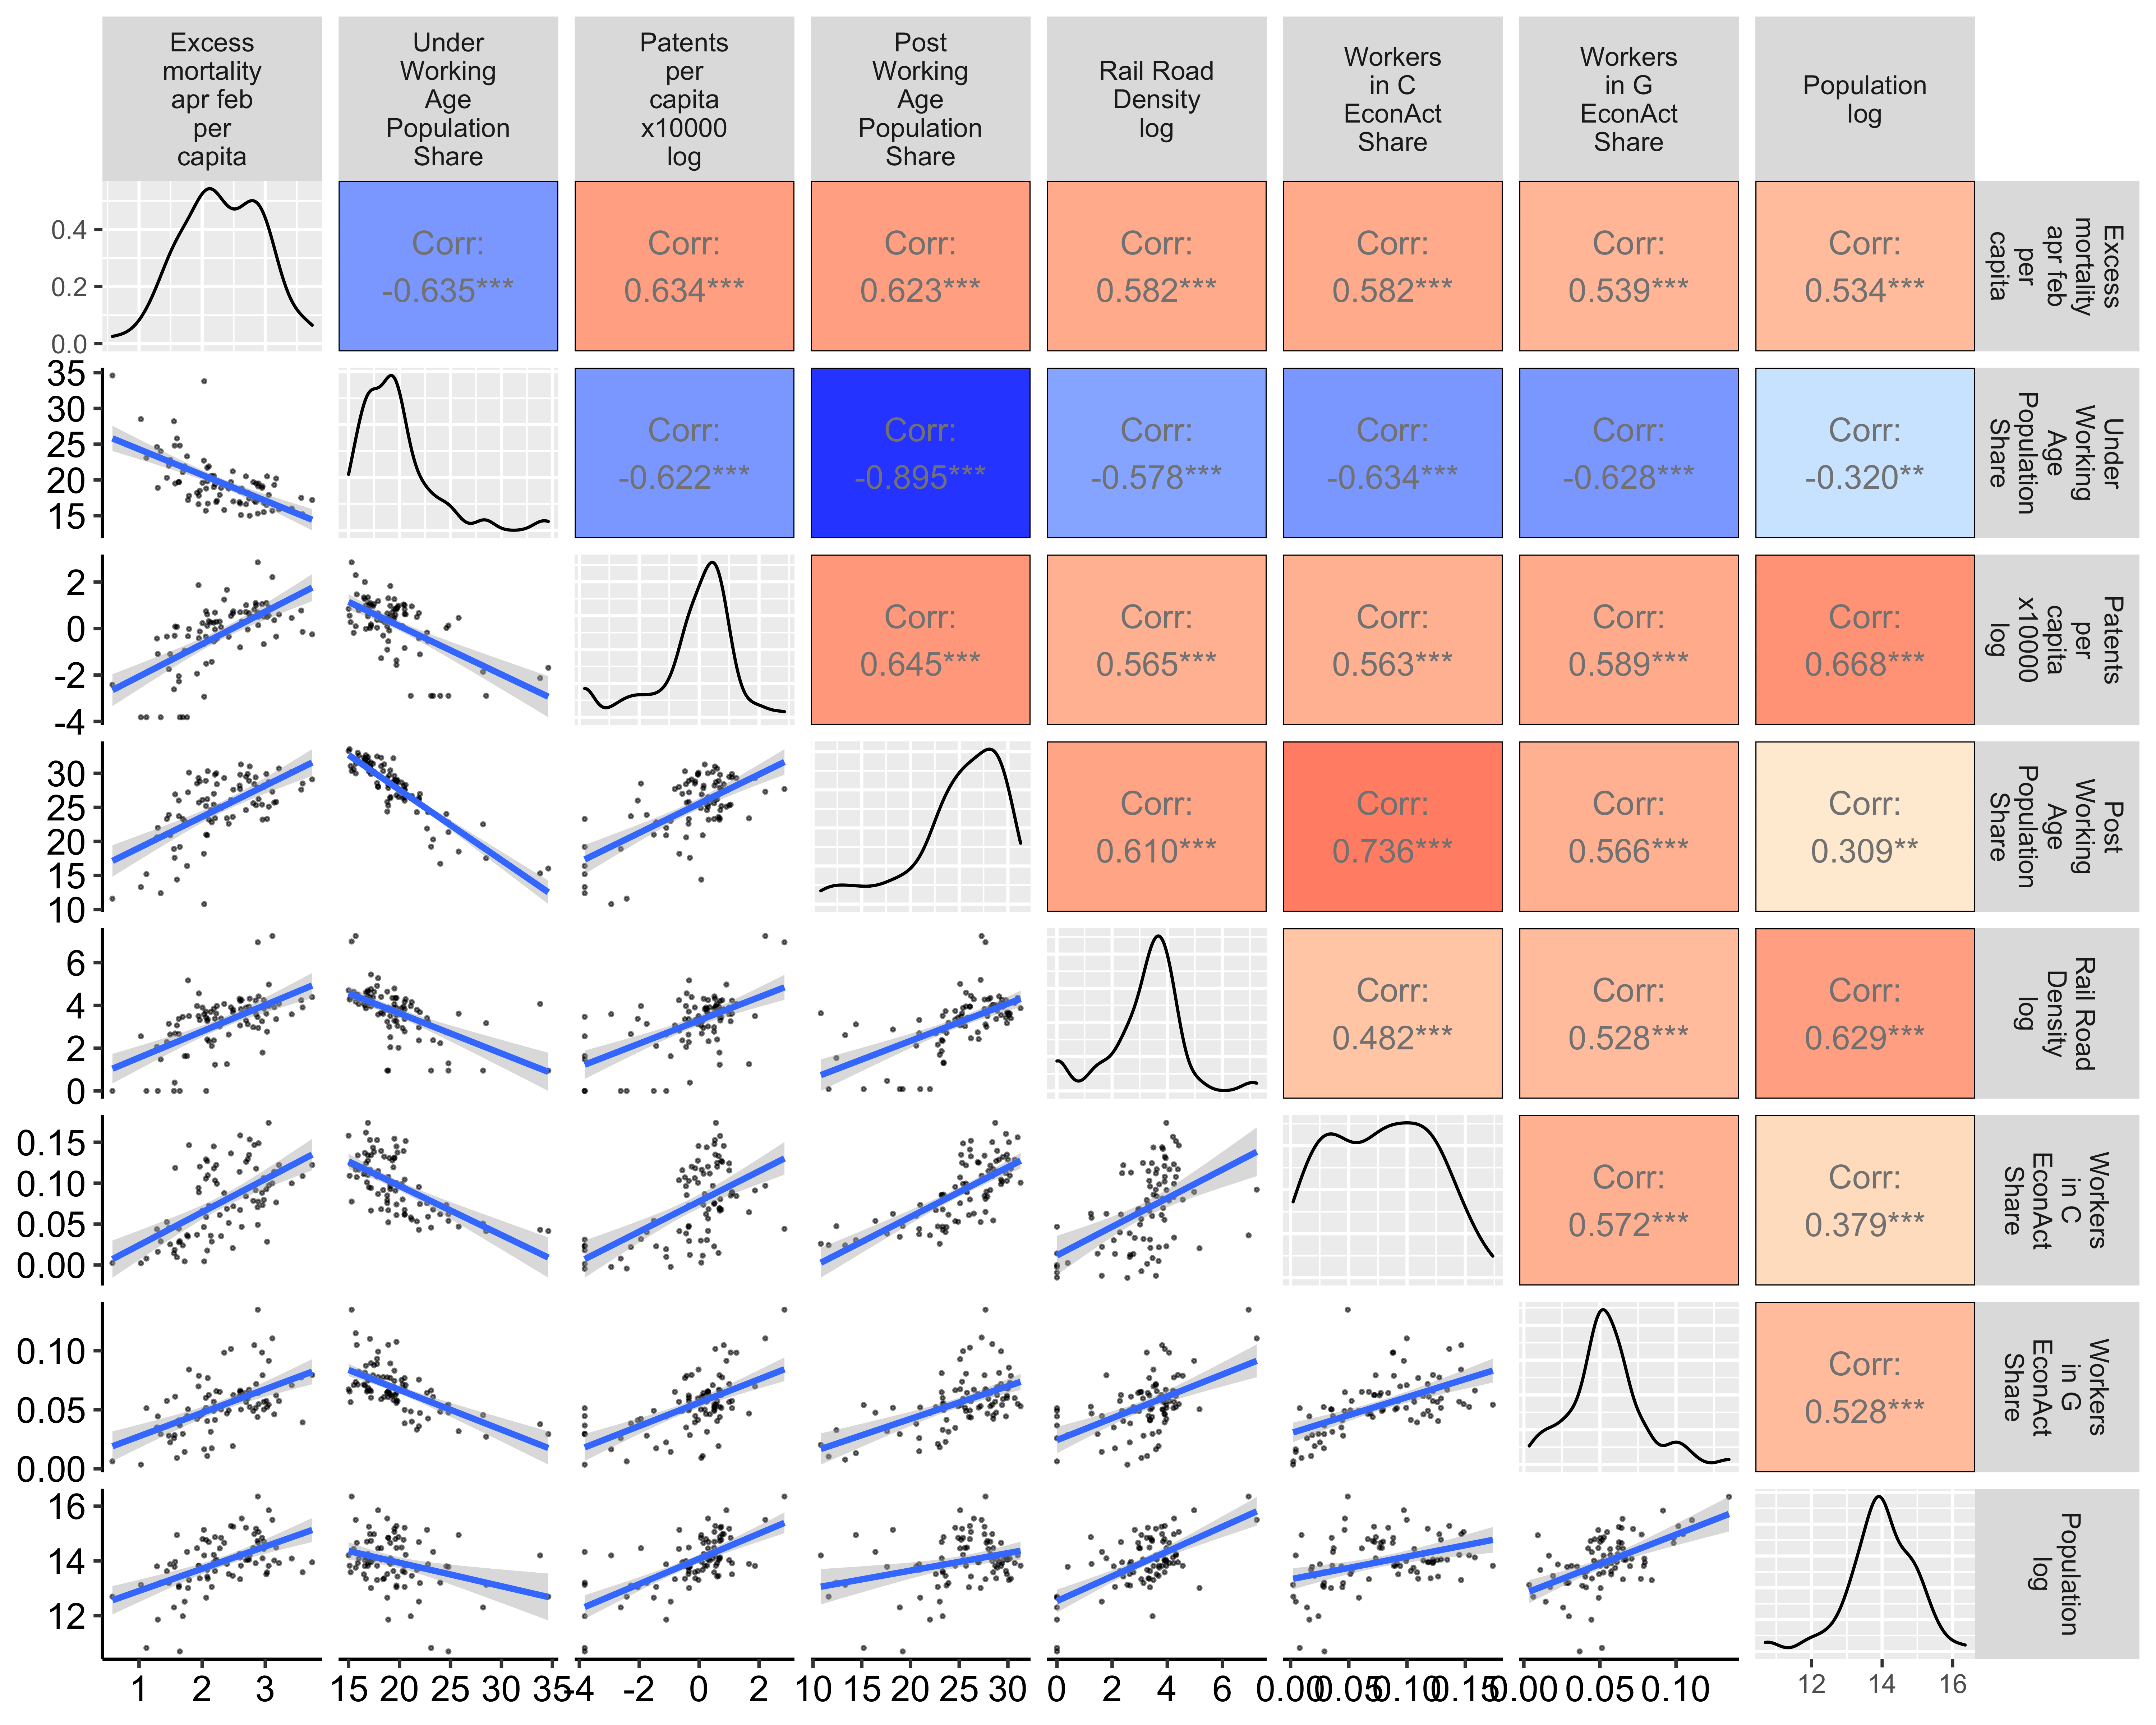 Excess
mortality
apr feb
per
capita
Under
Working
Age
Population
Share
Patents
per
capita
x10000
log
Post
Working
Age
Population
Share
Rail Road
Density
log
Workers
in C
EconAct
Share
Workers
in G
EconAct
Share
Population
log
0.4
0.2
0.0
Corr:
-0.635***
Corr:
0.634***
Corr:
0.623***
Corr:
0.582***
Corr:
0.582***
Corr:
0.539***
Corr:
0.534***
Excess
mortality
apr feb
per
capita
35
30
25
20
15
Corr:
-0.622***
Corr:
-0.895***
Corr:
-0.578***
Corr:
-0.634***
Corr:
-0.628***
Corr:
-0.320**
Under
Working
Age
Population
Share
2
0
-2
-4
Corr:
0.645***
Corr:
0.565***
Corr:
0.563***
Corr:
0.589***
Corr:
0.668***
Patents
per
capita
x10000
log
30
25
20
15
10
Corr:
0.610***
Corr:
0.736***
Corr:
0.566***
Corr:
0.309**
Post
Working
Age
Population
Share
6
4
2
0
Corr:
0.482***
Corr:
0.528***
Corr:
0.629***
Rail Road
Density
log
0.15
0.10
0.05
0.00
Corr:
0.572***
Corr:
0.379***
Workers
in C
EconAct
Share
0.10
0.05
0.00
Corr:
0.528***
Workers
in G
EconAct
Share
16
14
12
Population
log
1 2 3
15 20 25 30 35
-4 -2 0 2
10 15 20 25 30
0 2 4 6
0.00 0.05 0.10 0.15
0.00 0.05 0.10
12 14 16